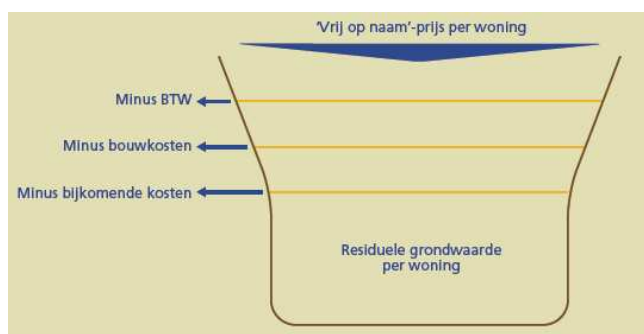 'Vrij op naam'-prijs per woning
Minus BTW
Minus bouwkosten
Minus bijkomende kosten
Residuele grondwaarde
per woning